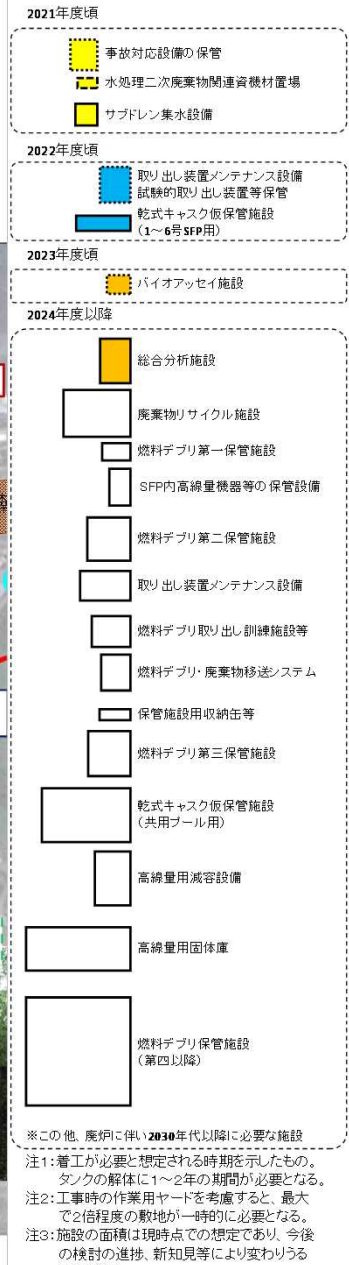 2021年度頃
事故対応設備の保管
水処理二次廃棄物関連資機材置場
サブドレン集水設備
2022年度頃
取り出し装置メンテナンス設備
試験的取り出し装置等保管
乾式キャスク仮保管施設
（1～6号SFP用）
2023年度頃
バイオアッセイ施設
2024年度以降
総合分析施設
廃棄物リサイクル施設
燃料デブリ第一保管施設
SFP内高線量機器等の保管設備
燃料デブリ第二保管施設
取り出し装置メンテナンス設備
燃料デブリ取り出し訓練施設等
燃料デブリ・廃棄物移送システム
保管施設用収納缶等
燃料デブリ第三保管施設
乾式キャスク仮保管施設
（共用プール用）
高線量用減容設備
高線量用固体庫
燃料デブリ保管施設
（第四以降）
※この他、廃炉に伴い2030年代以降に必要な施設
注1：着工が必要と想定される時期を示したもの。
タンクの解体に1～2年の期間が必要となる。
注2：工事時の作業用ヤードを考慮すると、最大
で2倍程度の敷地が一時的に必要となる。
注3：施設の面積は現時点での想定であり、今後
の検討の進捗、新知見等により変わりうる